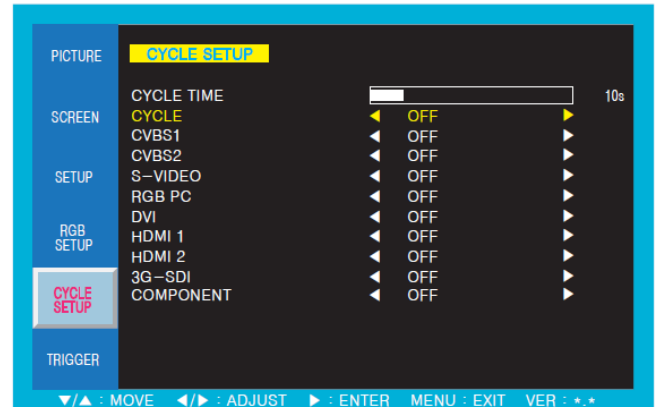 PICTURE
SCREEN
SETUP
RGB
SETUP
CYCLE
SETUP
TRIGGER
CYCLE SETUP
CYCLE TIME 10s
CYCLE ◀ OFF ▶
CVBS1 ◀ OFF ▶
CVBS2 ◀ OFF ▶
S-VIDEO ◀ OFF ▶
RGB PC ◀ OFF ▶
DVI ◀ OFF ▶
HDMI 1 ◀ OFF ▶
HDMI 2 ◀ OFF ▶
3G-SDI ◀ OFF ▶
COMPONENT ◀ OFF ▶
▼/▲ : MOVE ◀/▶ : ADJUST ▶ : ENTER MENU : EXIT VER : *.*